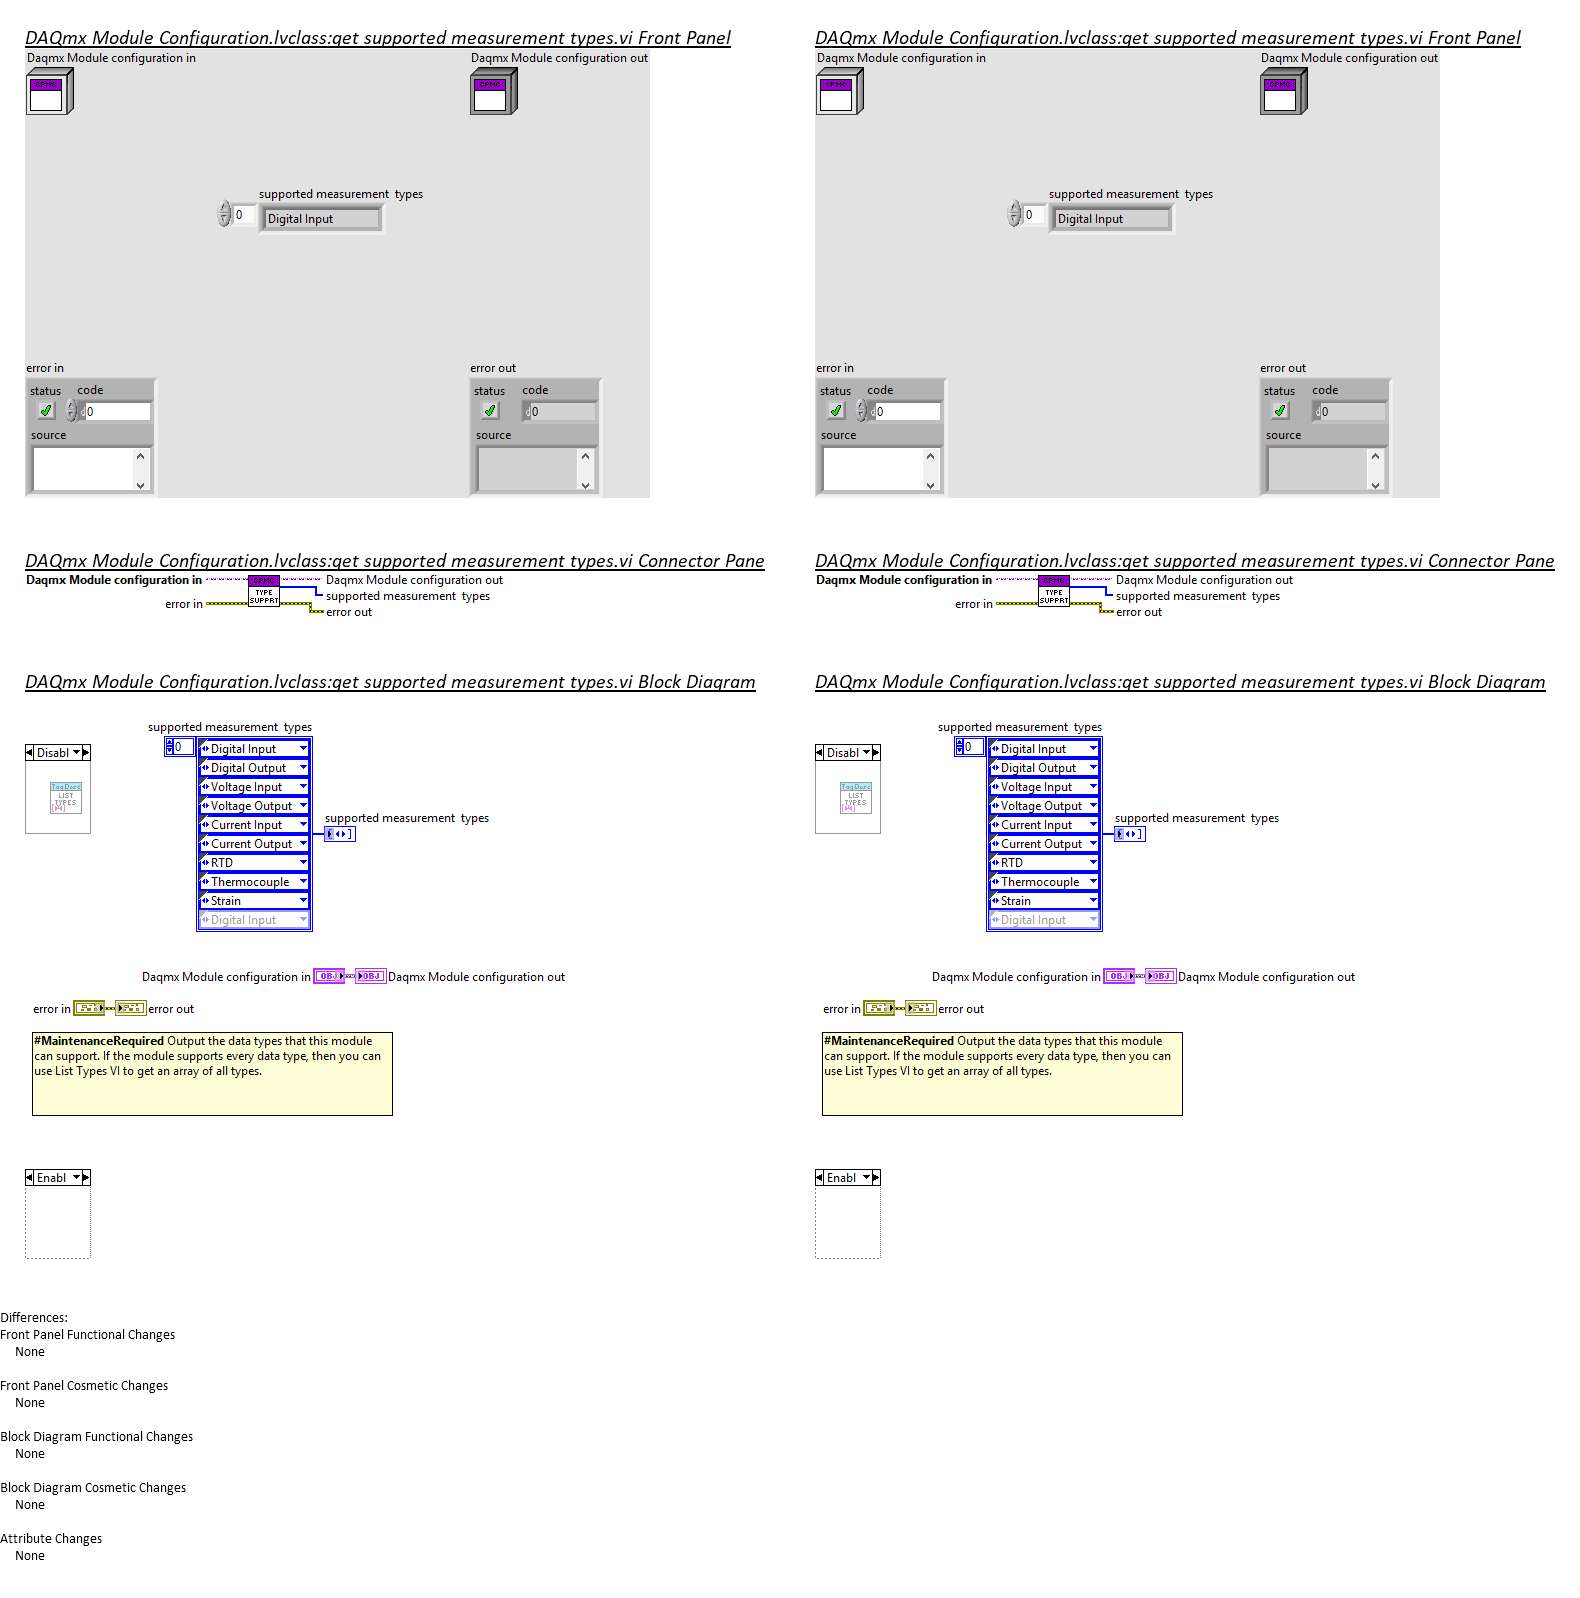 DAQmx Module Configuration.lvclass:get supported measurement types.vi Front Panel
Daqmx Module configuration in
Daqmx Module configuration out
CPMC
CPMC
supported measurement types
0
Digital Input
error in
error out
status code
0
source
status code
0
source
DAQmx Module Configuration.lvclass:get supported measurement types.vi Connector Pane
Daqmx Module configuration in
CPMC
TYPE
SUPPRT
Daqmx Module configuration out
supported measurement types
error in
error out
DAQmx Module Configuration.lvclass:get supported measurement types.vi Block Diagram
supported measurement types
Disabl
0
Tag Desc
LIST
TYPES
Digital Input
Digital Output
Voltage Input
Voltage Output
Current Input
Current Output
RTD
Thermocouple
Strain
Digital Input
supported measurement types
Daqmx Module configuration in
OBJ
OBJ
Daqmx Module configuration out
error in
error out
#MaintenanceRequired Output the data types that this module
can support. If the module supports every data type, then you can
use List Types VI to get an array of all types.
Enabl
DAQmx Module Configuration.lvclass:get supported measurement types.vi Front Panel
Daqmx Module configuration in
Daqmx Module configuration out
CPMC
CPMC
supported measurement types
0
Digital Input
error in
error out
status code
0
source
status code
0
source
DAQmx Module Configuration.lvclass:get supported measurement types.vi Connector Pane
Daqmx Module configuration in
CPMC
TYPE
SUPPRT
Daqmx Module configuration out
supported measurement types
error in
error out
DAQmx Module Configuration.lvclass:get supported measurement types.vi Block Diagram
supported measurement types
Disabl
0
Tag Desc
LIST
TYPES
Digital Input
Digital Output
Voltage Input
Voltage Output
Current Input
Current Output
RTD
Thermocouple
Strain
Digital Input
supported measurement types
Daqmx Module configuration in
OBJ
OBJ
Daqmx Module configuration out
error in
error out
#MaintenanceRequired Output the data types that this module
can support. If the module supports every data type, then you can
use List Types VI to get an array of all types.
Enabl
Differences:
Front Panel Functional Changes
None
Front Panel Cosmetic Changes
None
Block Diagram Functional Changes
None
Block Diagram Cosmetic Changes
None
Attribute Changes
None